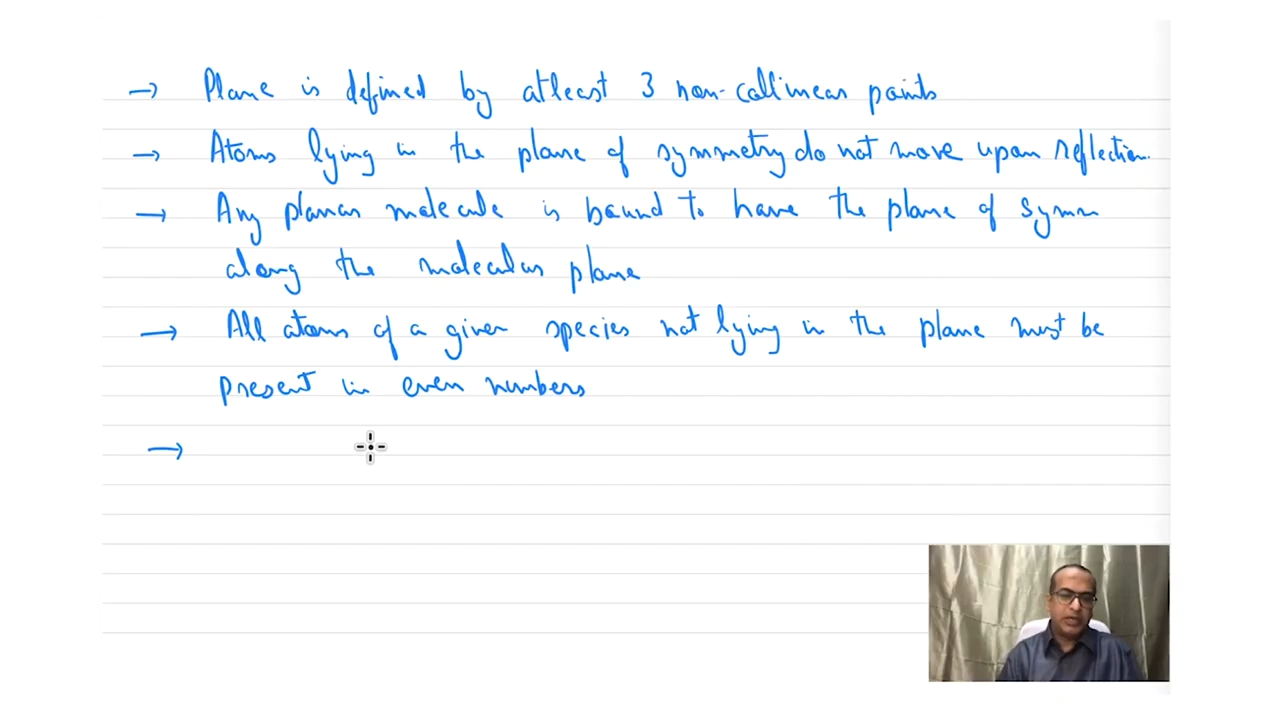 → Plane is defined by atleast 3 non-collinear points
→ Atoms lying in the plane of symmetry do not move upon reflection.
→ Any planar molecule is bound to have the plane of symm
along the molecular plane
→ All atoms of a given species not lying in the plane must be
present in even numbers
→